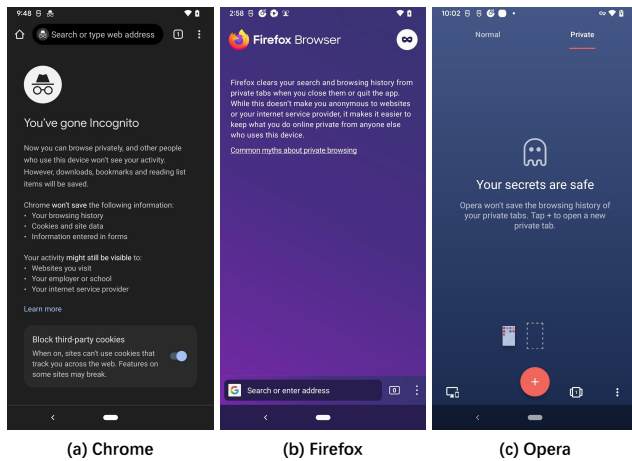 9:48
Search or type web address
1
You've gone Incognito
Now you can browse privately, and other people
who use this device won't see your activity.
However, downloads, bookmarks and reading list
items will be saved.
Chrome won't save the following information:
• Your browsing history
• Cookies and site data
• Information entered in forms
Your activity might still be visible to:
• Websites you visit
• Your employer or school
• Your internet service provider
Learn more
Block third-party cookies
When on, sites can't use cookies that
track you across the web. Features on
some sites may break.
(a) Chrome
2:58
Firefox Browser
Firefox clears your search and browsing history from
private tabs when you close them or quit the app.
While this doesn't make you anonymous to websites
or your internet service provider, it makes it easier to
keep what you do online private from anyone else
who uses this device.
Common myths about private browsing
G Search or enter address
0
(b) Firefox
10:02
Normal Private
Your secrets are safe
Opera won't save the browsing history of
your private tabs. Tap + to open a new
private tab.
+
1
(c) Opera